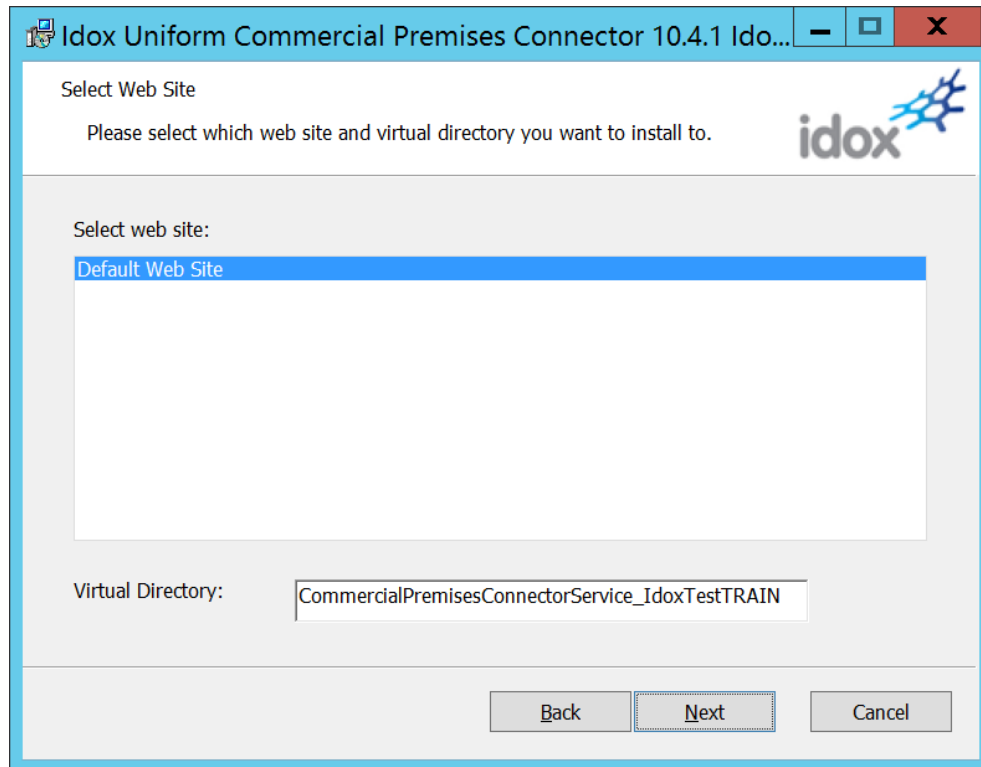 Idox Uniform Commercial Premises Connector 10.4.1 Ido...
Select Web Site
Please select which web site and virtual directory you want to install to.
idox
Select web site:
Default Web Site
Virtual Directory:
CommercialPremisesConnectorService_IdoxTestTRAIN
Back
Next
Cancel